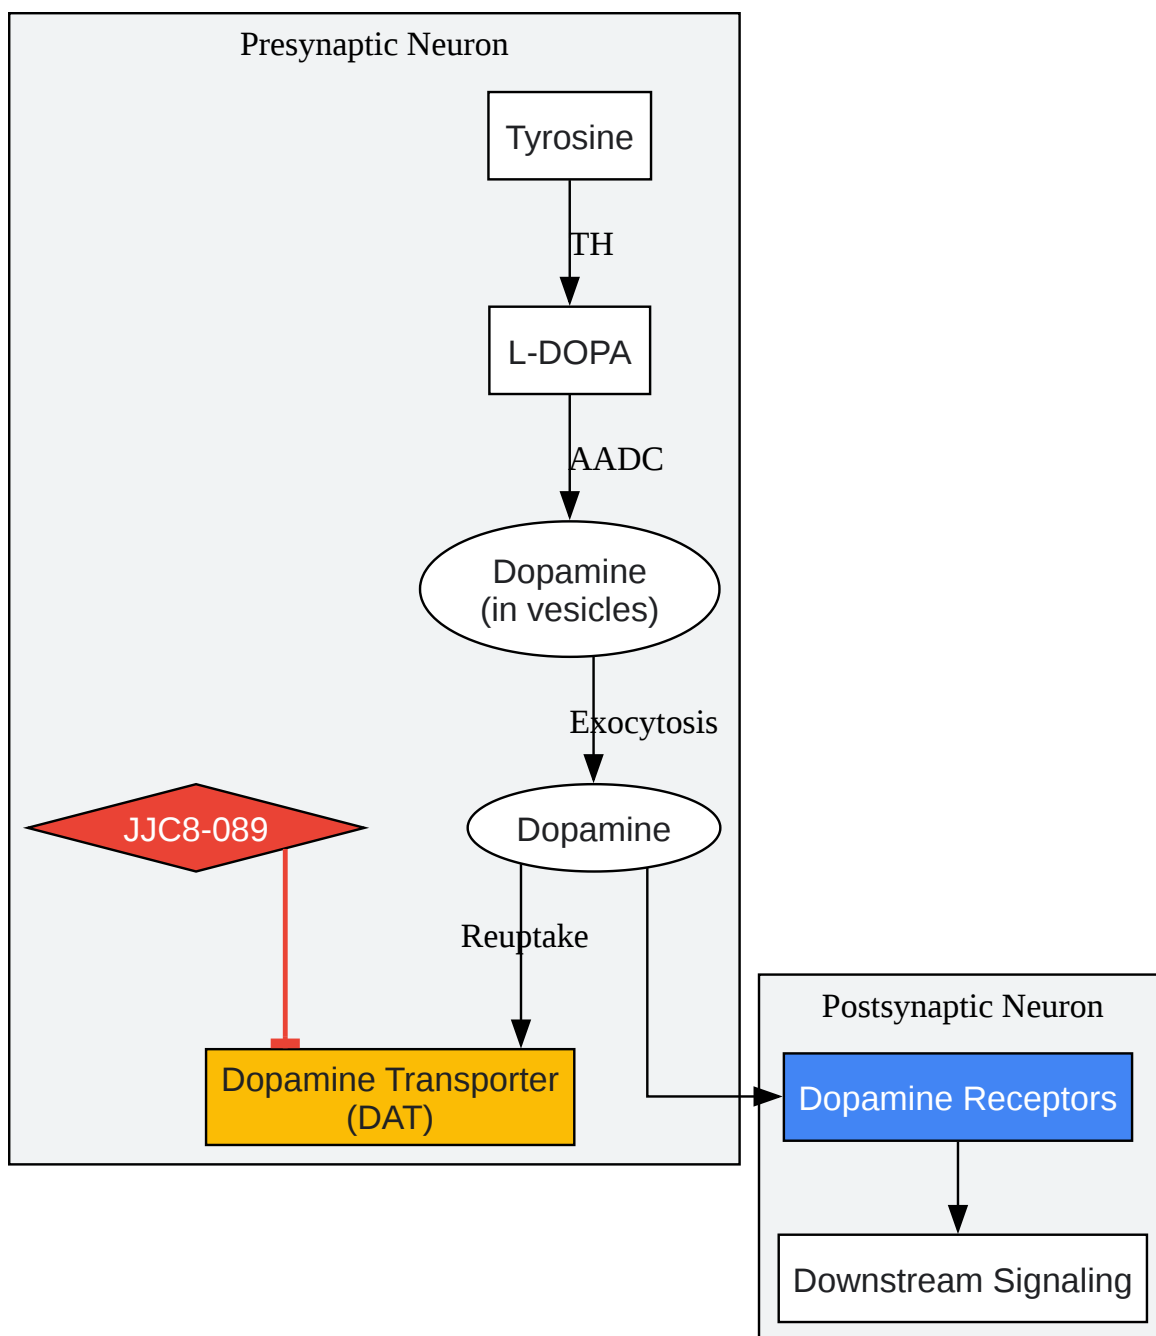 Presynaptic Neuron
Tyrosine
TH
L-DOPA
AADC
Dopamine
(in vesicles)
Exocytosis
JJC8-089
Dopamine
Reuptake
Dopamine Transporter
(DAT)
Postsynaptic Neuron
Dopamine Receptors
Downstream Signaling